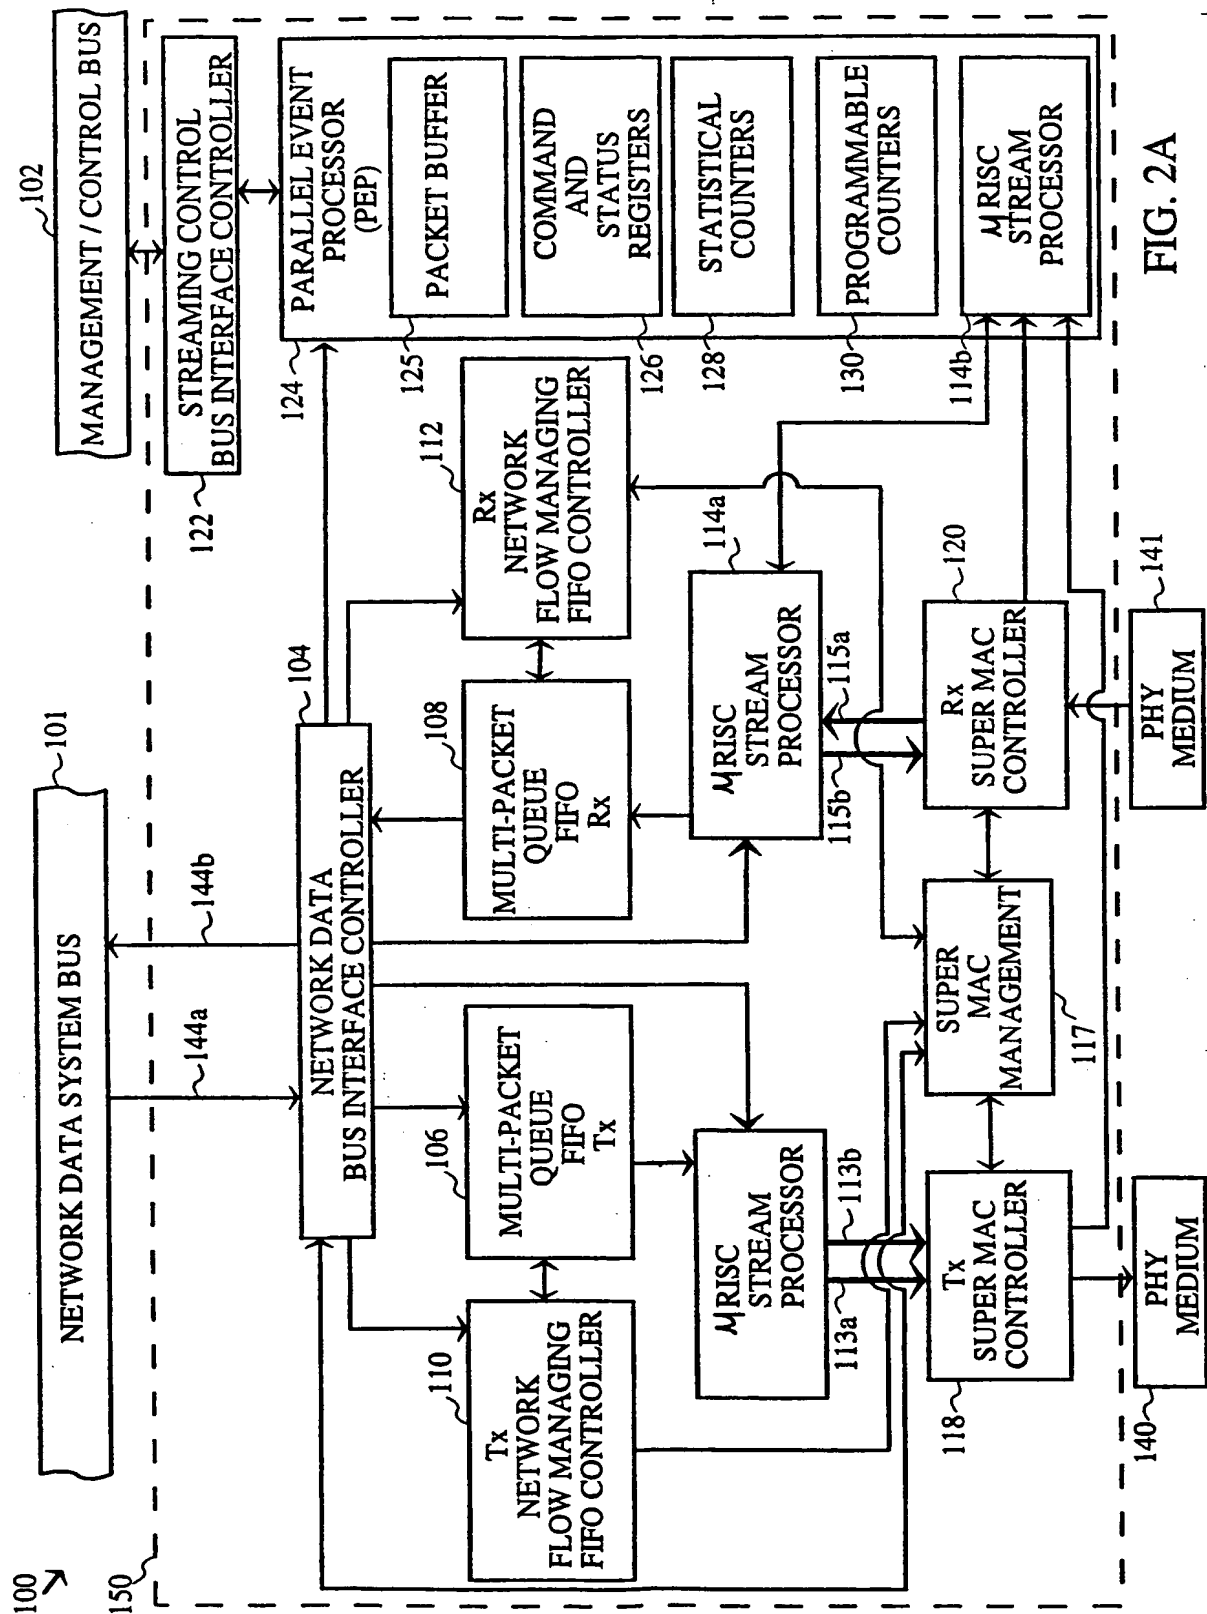 100
150
NETWORK DATA SYSTEM BUS
101
MANAGEMENT / CONTROL BUS
102
144a
144b
STREAMING CONTROL
BUS INTERFACE CONTROLLER
122
NETWORK DATA
BUS INTERFACE CONTROLLER
104
124
PARALLEL EVENT
PROCESSOR
(PEP)
PACKET BUFFER
125
COMMAND
AND
STATUS
REGISTERS
126
STATISTICAL
COUNTERS
128
PROGRAMMABLE
COUNTERS
130
μRISC
STREAM
PROCESSOR
114b
110
Tx
NETWORK
FLOW MANAGING
FIFO CONTROLLER
106
MULTI-PACKET
QUEUE
FIFO
Tx
108
MULTI-PACKET
QUEUE
FIFO
Rx
112
Rx
NETWORK
FLOW MANAGING
FIFO CONTROLLER
μRISC
STREAM
PROCESSOR
113a
113b
114a
μRISC
STREAM
PROCESSOR
115b
115a
118
Tx
SUPER MAC
CONTROLLER
SUPER
MAC
MANAGEMENT
117
120
Rx
SUPER MAC
CONTROLLER
140
PHY
MEDIUM
141
PHY
MEDIUM
FIG. 2A